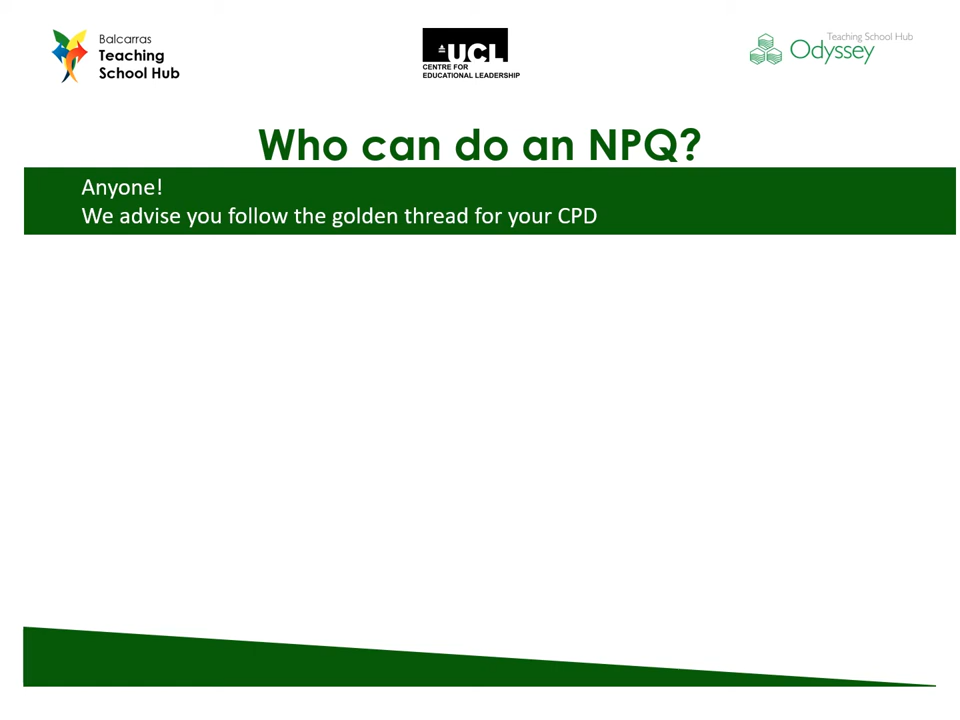 Balcarras
Teaching
School Hub
UCL
CENTRE FOR
EDUCATIONAL LEADERSHIP
Teaching School Hub
Odyssey
Who can do an NPQ?
Anyone!
We advise you follow the golden thread for your CPD